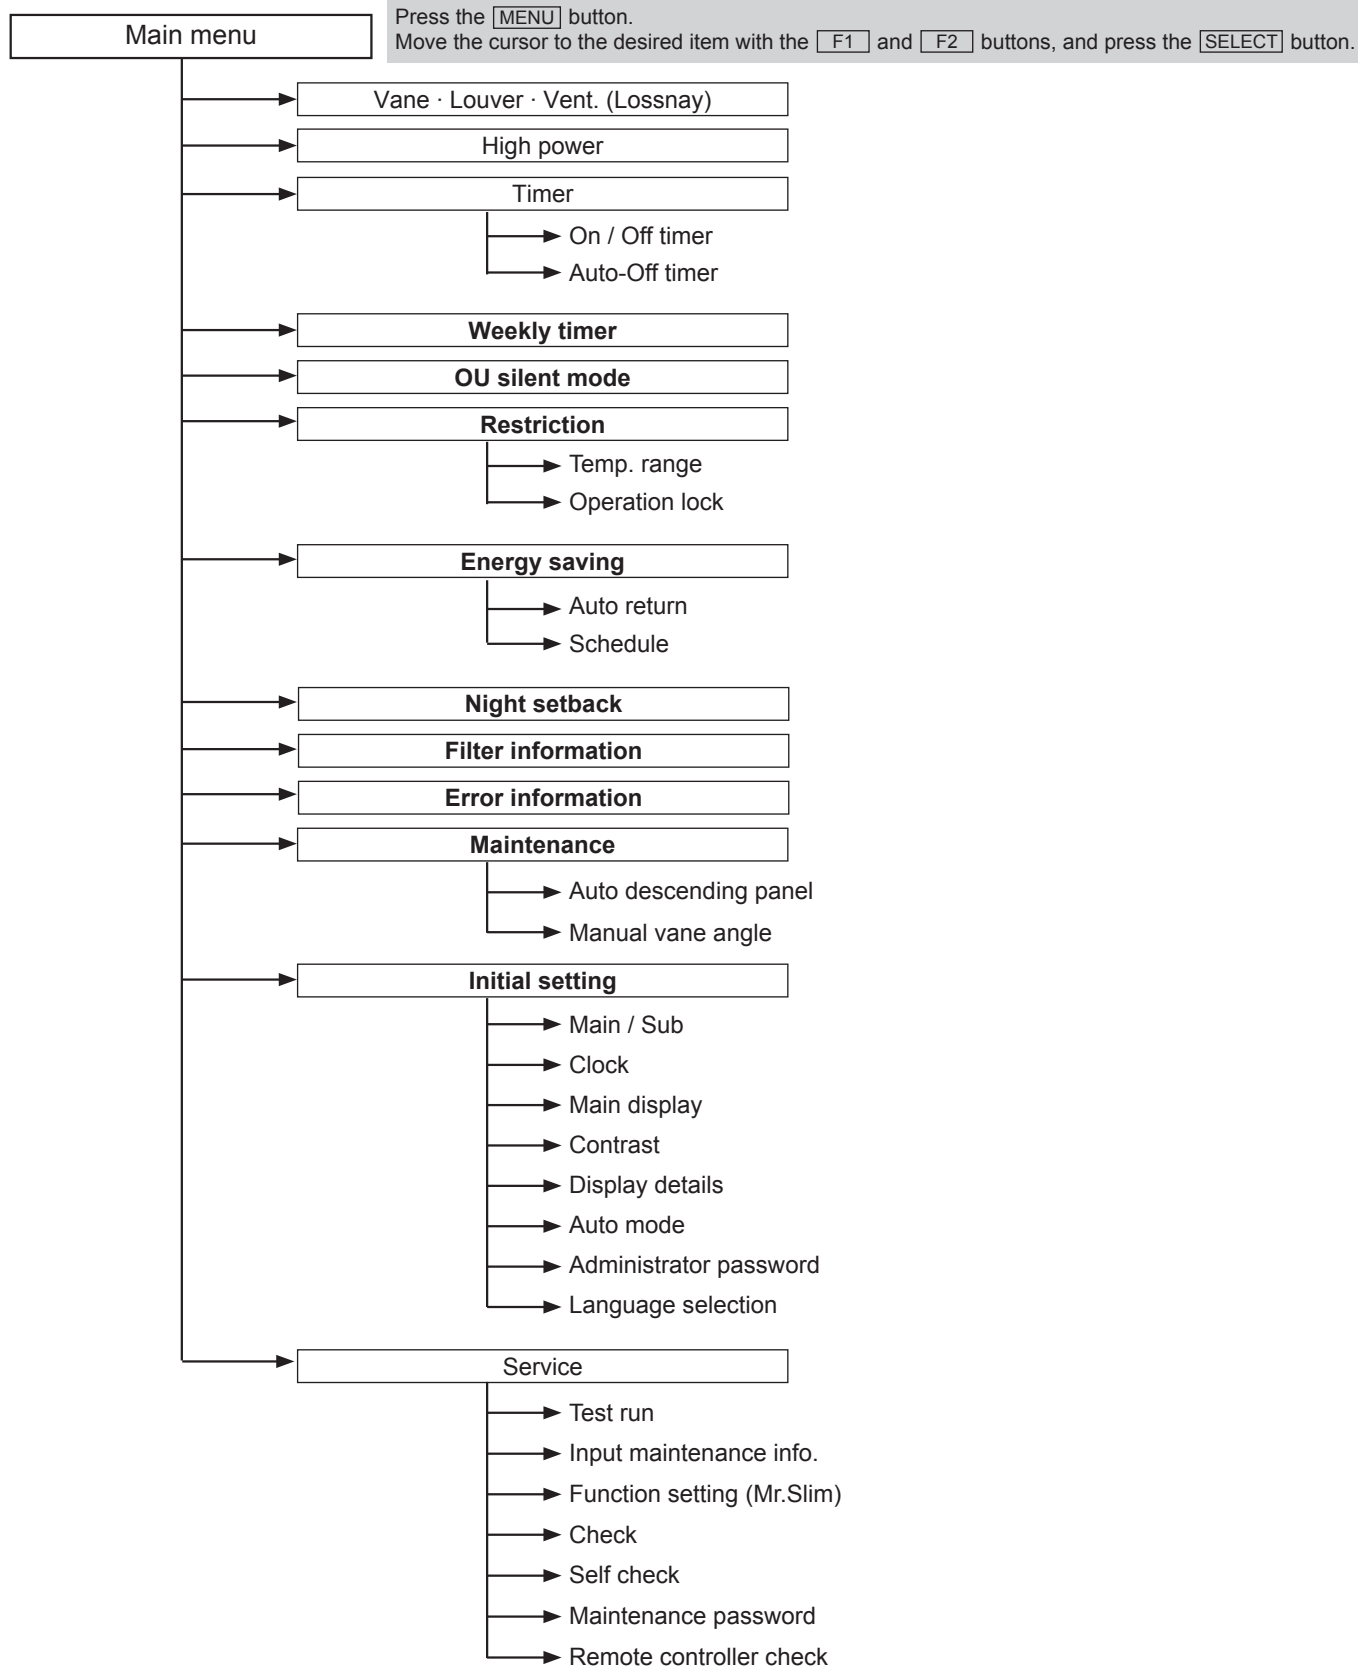 Main menu
Press the MENU button.
Move the cursor to the desired item with the F1 and F2 buttons, and press the SELECT button.
Vane · Louver · Vent. (Lossnay)
High power
Timer
On / Off timer
Auto-Off timer
Weekly timer
OU silent mode
Restriction
Temp. range
Operation lock
Energy saving
Auto return
Schedule
Night setback
Filter information
Error information
Maintenance
Auto descending panel
Manual vane angle
Initial setting
Main / Sub
Clock
Main display
Contrast
Display details
Auto mode
Administrator password
Language selection
Service
Test run
Input maintenance info.
Function setting (Mr.Slim)
Check
Self check
Maintenance password
Remote controller check